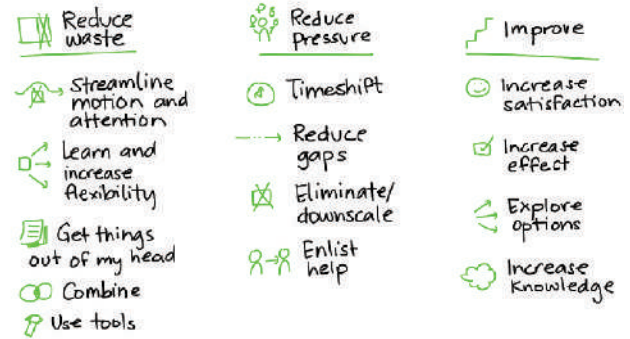 Reduce
waste
Streamline
motion and
attention
Learn and
increase
flexibility
Get things
out of my head
Combine
Use tools
Reduce
pressure
Timeshift
Reduce
gaps
Eliminate/
downscale
Enlist
help
Improve
Increase
satisfaction
Increase
effect
Explore
options
Increase
Knowledge